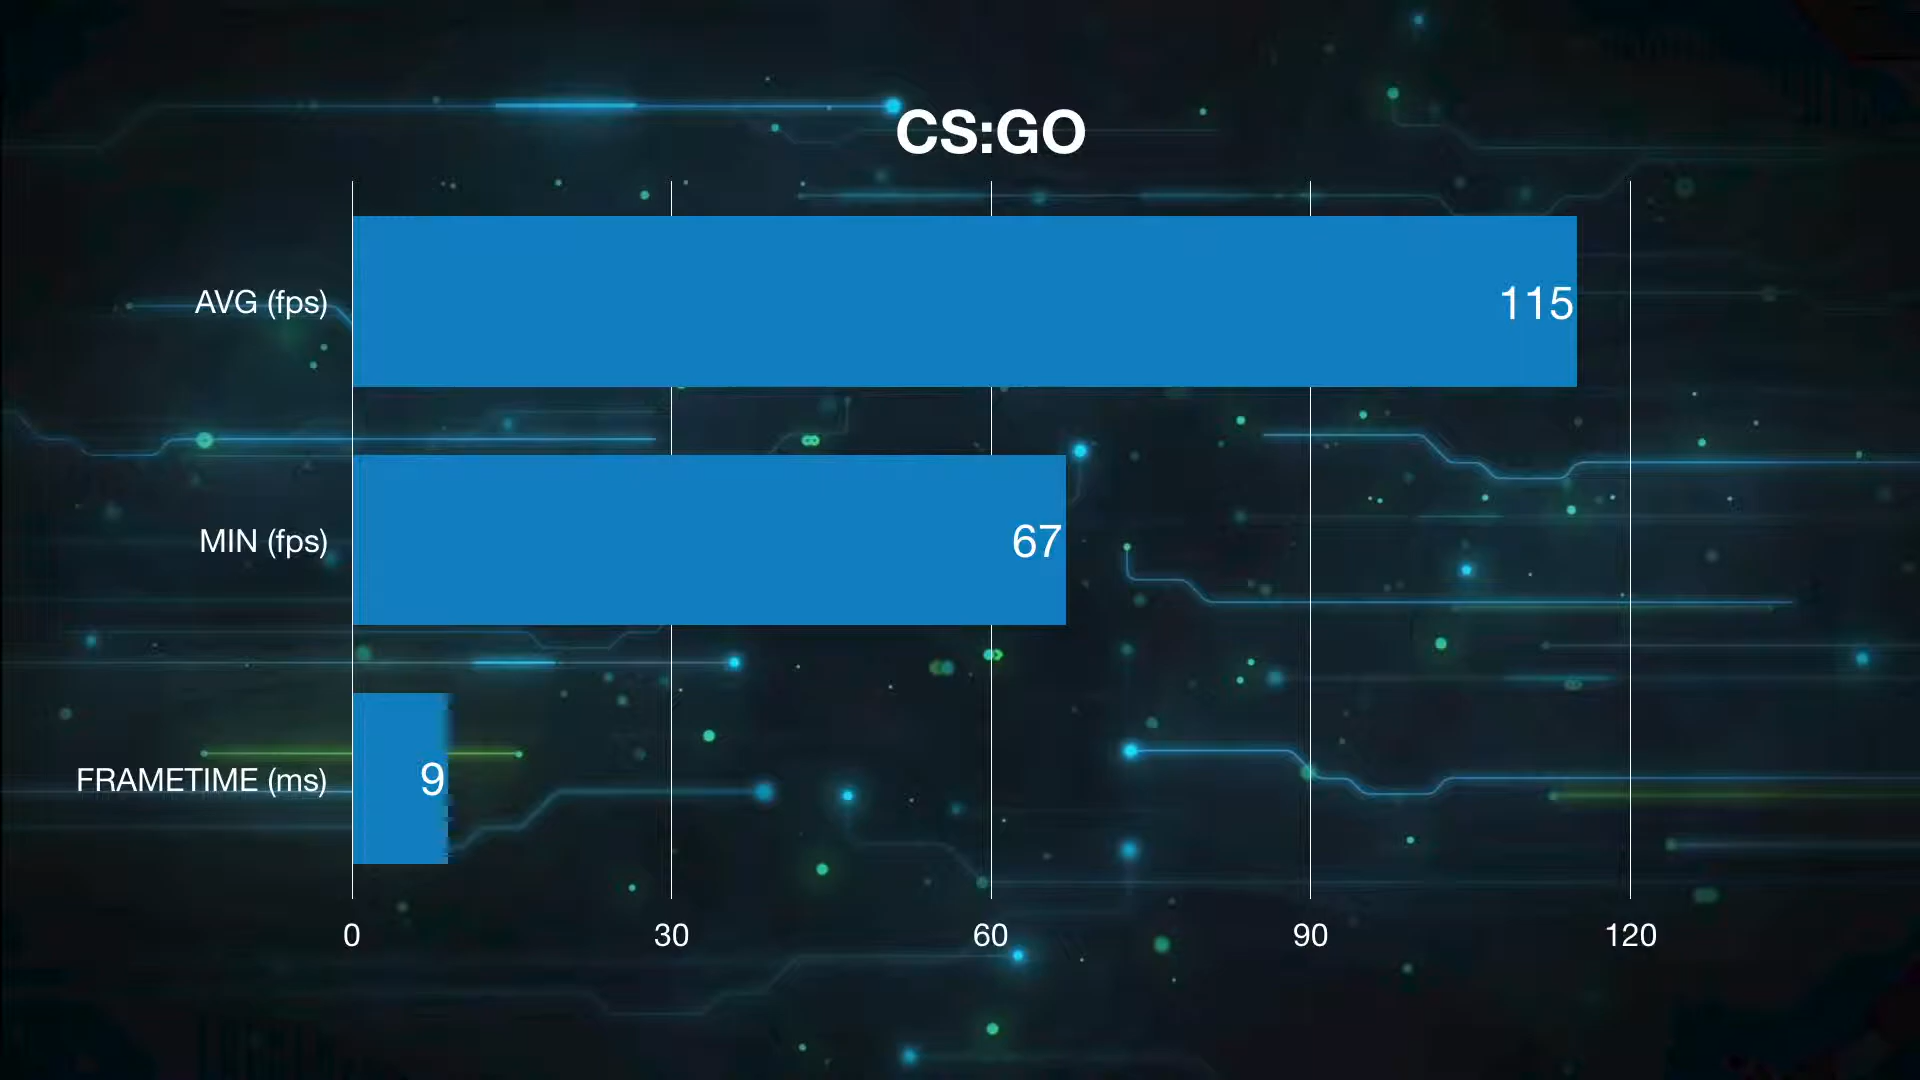 CS:GO
AVG (fps)
115
MIN (fps)
67
FRAMETIME (ms)
9
0 30 60 90 120